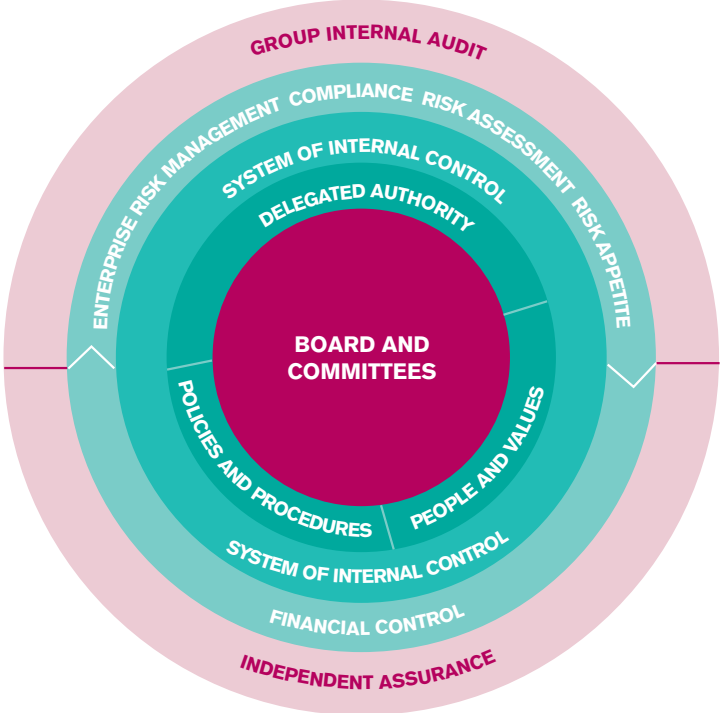 GROUP INTERNAL AUDIT
ENTERPRISE RISK MANAGEMENT COMPLIANCE RISK ASSESSMENT RISK APPETITE
SYSTEM OF INTERNAL CONTROL
DELEGATED AUTHORITY
BOARD AND
COMMITTEES
POLICIES AND PROCEDURES
PEOPLE AND VALUES
SYSTEM OF INTERNAL CONTROL
FINANCIAL CONTROL
INDEPENDENT ASSURANCE